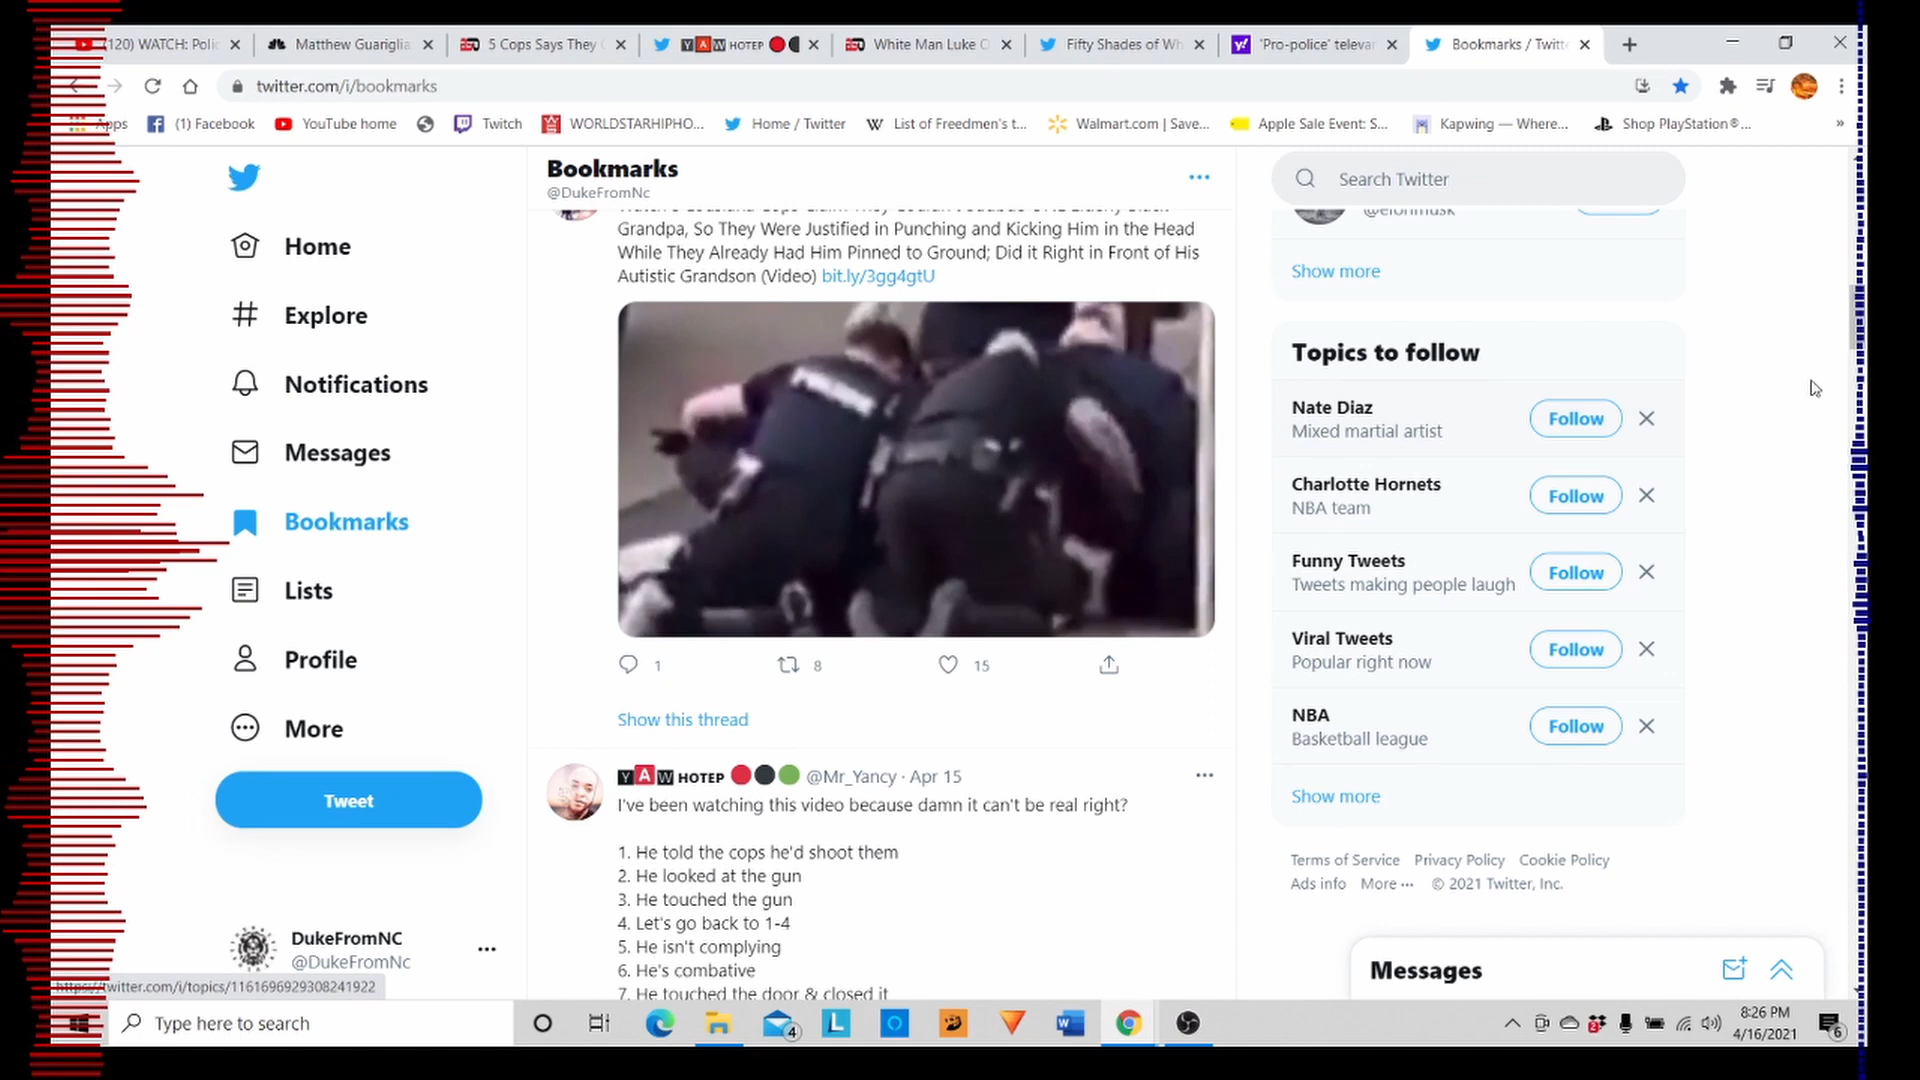 (120) WATCH: Polic
Matthew Guariglia
5 Cops Says They
YAW HOTEP
White Man Luke
Fifty Shades of Wh
'Pro-police' televar
Bookmarks / Twitt
twitter.com/i/bookmarks
Apps
(1) Facebook
YouTube home
Twitch
WORLDSTARHIPHO...
Home / Twitter
List of Freedmen's t...
Walmart.com | Save...
Apple Sale Event: S...
Kapwing — Where...
Shop PlayStation®...
Home
Explore
Notifications
Messages
Bookmarks
Lists
Profile
More
Tweet
DukeFromNC
@DukeFromNc
https://twitter.com/i/topics/1161696929308241922
Bookmarks
@DukeFromNc
Grandpa, So They Were Justified in Punching and Kicking Him in the Head
While They Already Had Him Pinned to Ground; Did it Right in Front of His
Autistic Grandson (Video) bit.ly/3gg4gtU
1
8
15
Show this thread
YAW HOTEP @Mr_Yancy · Apr 15
I've been watching this video because damn it can't be real right?
1. He told the cops he'd shoot them
2. He looked at the gun
3. He touched the gun
4. Let's go back to 1-4
5. He isn't complying
6. He's combative
7. He touched the door & closed it
Search Twitter
@elonmusk
Show more
Topics to follow
Nate Diaz
Mixed martial artist
Follow
Charlotte Hornets
NBA team
Follow
Funny Tweets
Tweets making people laugh
Follow
Viral Tweets
Popular right now
Follow
NBA
Basketball league
Follow
Show more
Terms of Service Privacy Policy Cookie Policy
Ads info More ··· © 2021 Twitter, Inc.
Messages
Type here to search
4
2
8:26 PM
4/16/2021
6